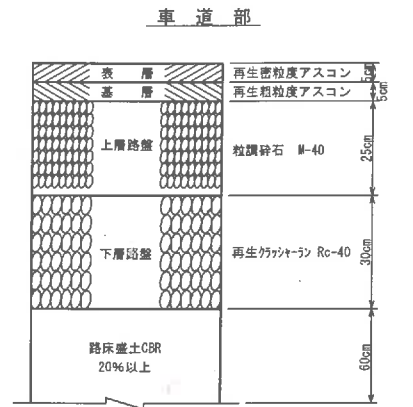 車道部
表層 再生密粒度アスコン 5cm
基層 再生粗粒度アスコン 5cm
上層路盤 粒調砕石 M-40 25cm
下層路盤 再生クラッシャーラン Rc-40 30cm
路床盛土CBR
20%以上
60cm